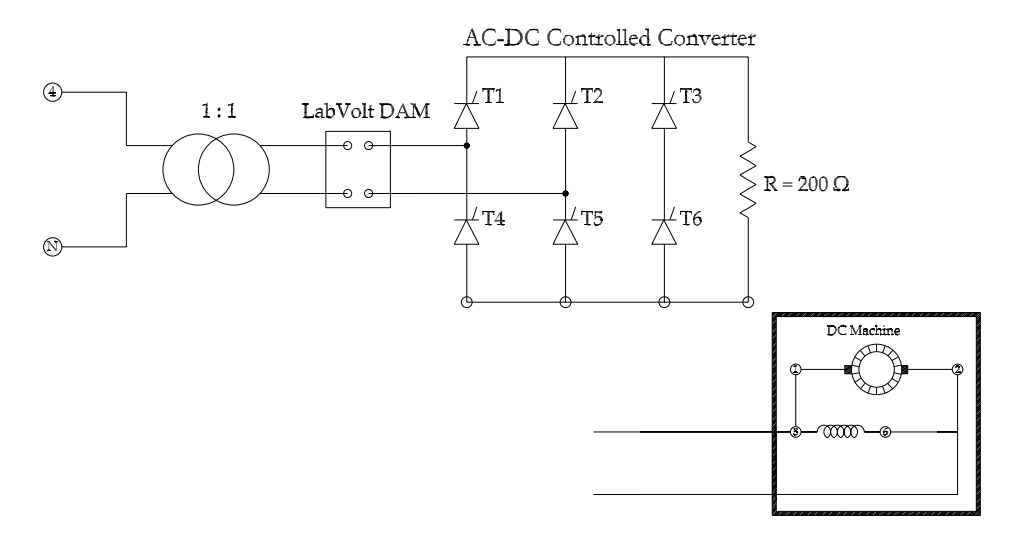 AC-DC Controlled Converter
4
1 : 1
LabVolt DAM
T1
T2
T3
R = 200 Ω
N
T4
T5
T6
DC Machine
1
2
5
6